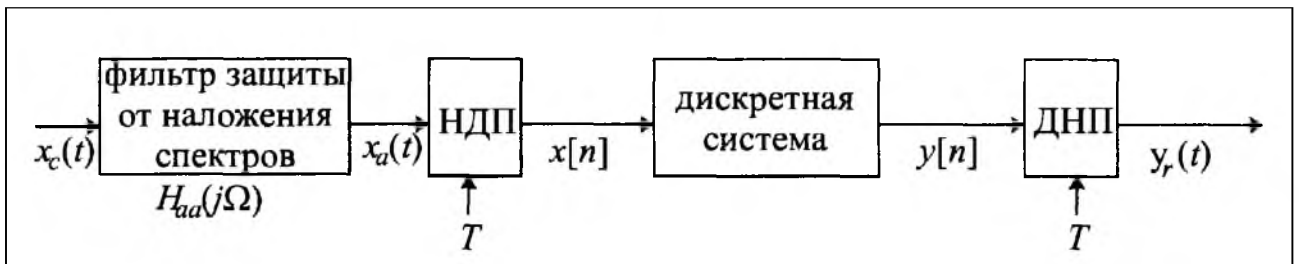 фильтр защиты
от наложения
спектров
H_aa(jΩ)
x_c(t)
x_a(t)
НДП
T
x[n]
дискретная
система
y[n]
ДНП
T
y_r(t)